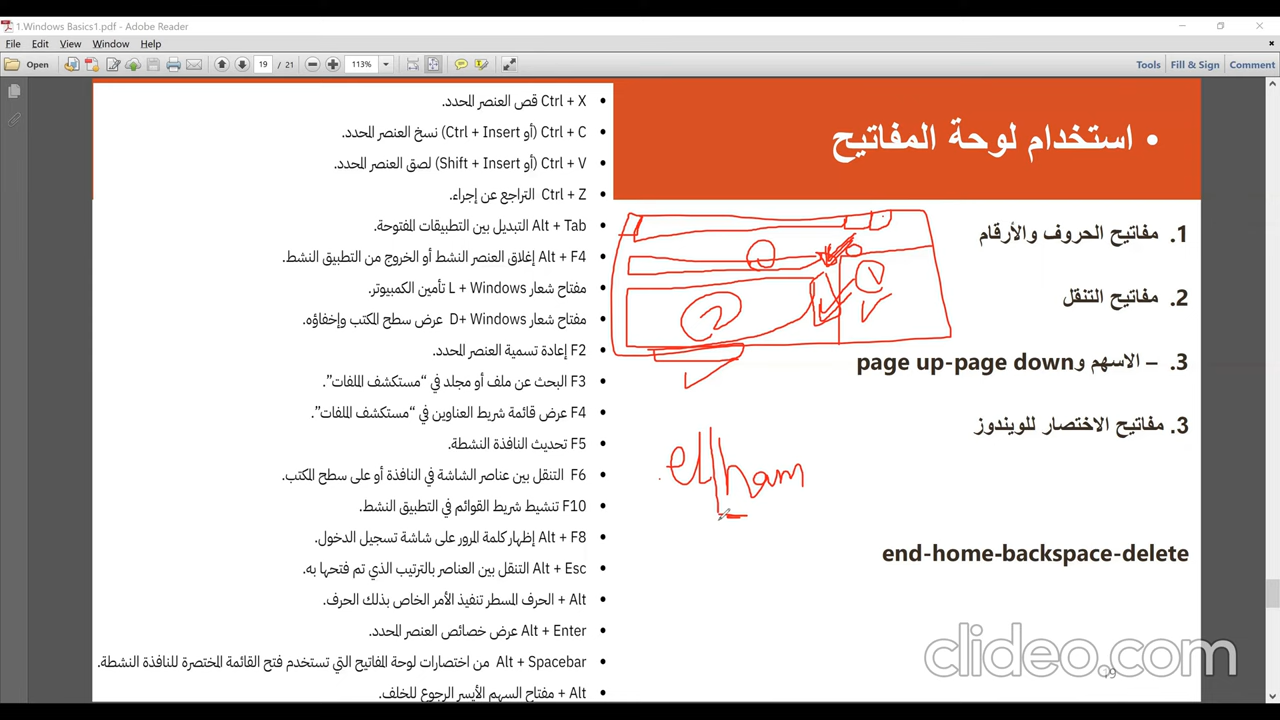 1.Windows Basics1.pdf - Adobe Reader
File Edit View Window Help
Open 19 / 21 113% Tools Fill & Sign Comment
• استخدام لوحة المفاتيح
1. مفاتيح الحروف والأرقام
2. مفاتيح التنقل
3. – الاسهم وpage up-page down
3. مفاتيح الاختصار للويندوز
end-home-backspace-delete
• Ctrl + X قص العنصر المحدد.
• Ctrl + C (أو Ctrl + Insert) نسخ العنصر المحدد.
• Ctrl + V (أو Shift + Insert) لصق العنصر المحدد.
• Ctrl + Z التراجع عن إجراء.
• Alt + Tab التبديل بين التطبيقات المفتوحة.
• Alt + F4 إغلاق العنصر النشط أو الخروج من التطبيق النشط.
• مفتاح شعار L + Windows تأمين الكمبيوتر.
• مفتاح شعار D+ Windows عرض سطح المكتب وإخفاؤه.
• F2 إعادة تسمية العنصر المحدد.
• F3 البحث عن ملف أو مجلد في “مستكشف الملفات”.
• F4 عرض قائمة شريط العناوين في “مستكشف الملفات”.
• F5 تحديث النافذة النشطة.
• F6 التنقل بين عناصر الشاشة في النافذة أو على سطح المكتب.
• F10 تنشيط شريط القوائم في التطبيق النشط.
• Alt + F8 إظهار كلمة المرور على شاشة تسجيل الدخول.
• Alt + Esc التنقل بين العناصر بالترتيب الذي تم فتحها به.
• Alt + الحرف المسطر تنفيذ الأمر الخاص بذلك الحرف.
• Alt + Enter عرض خصائص العنصر المحدد.
• Alt + Spacebar من اختصارات لوحة المفاتيح التي تستخدم فتح القائمة المختصرة للنافذة النشطة.
• Alt + مفتاح السهم الأيسر الرجوع للخلف.
19
clideo.com